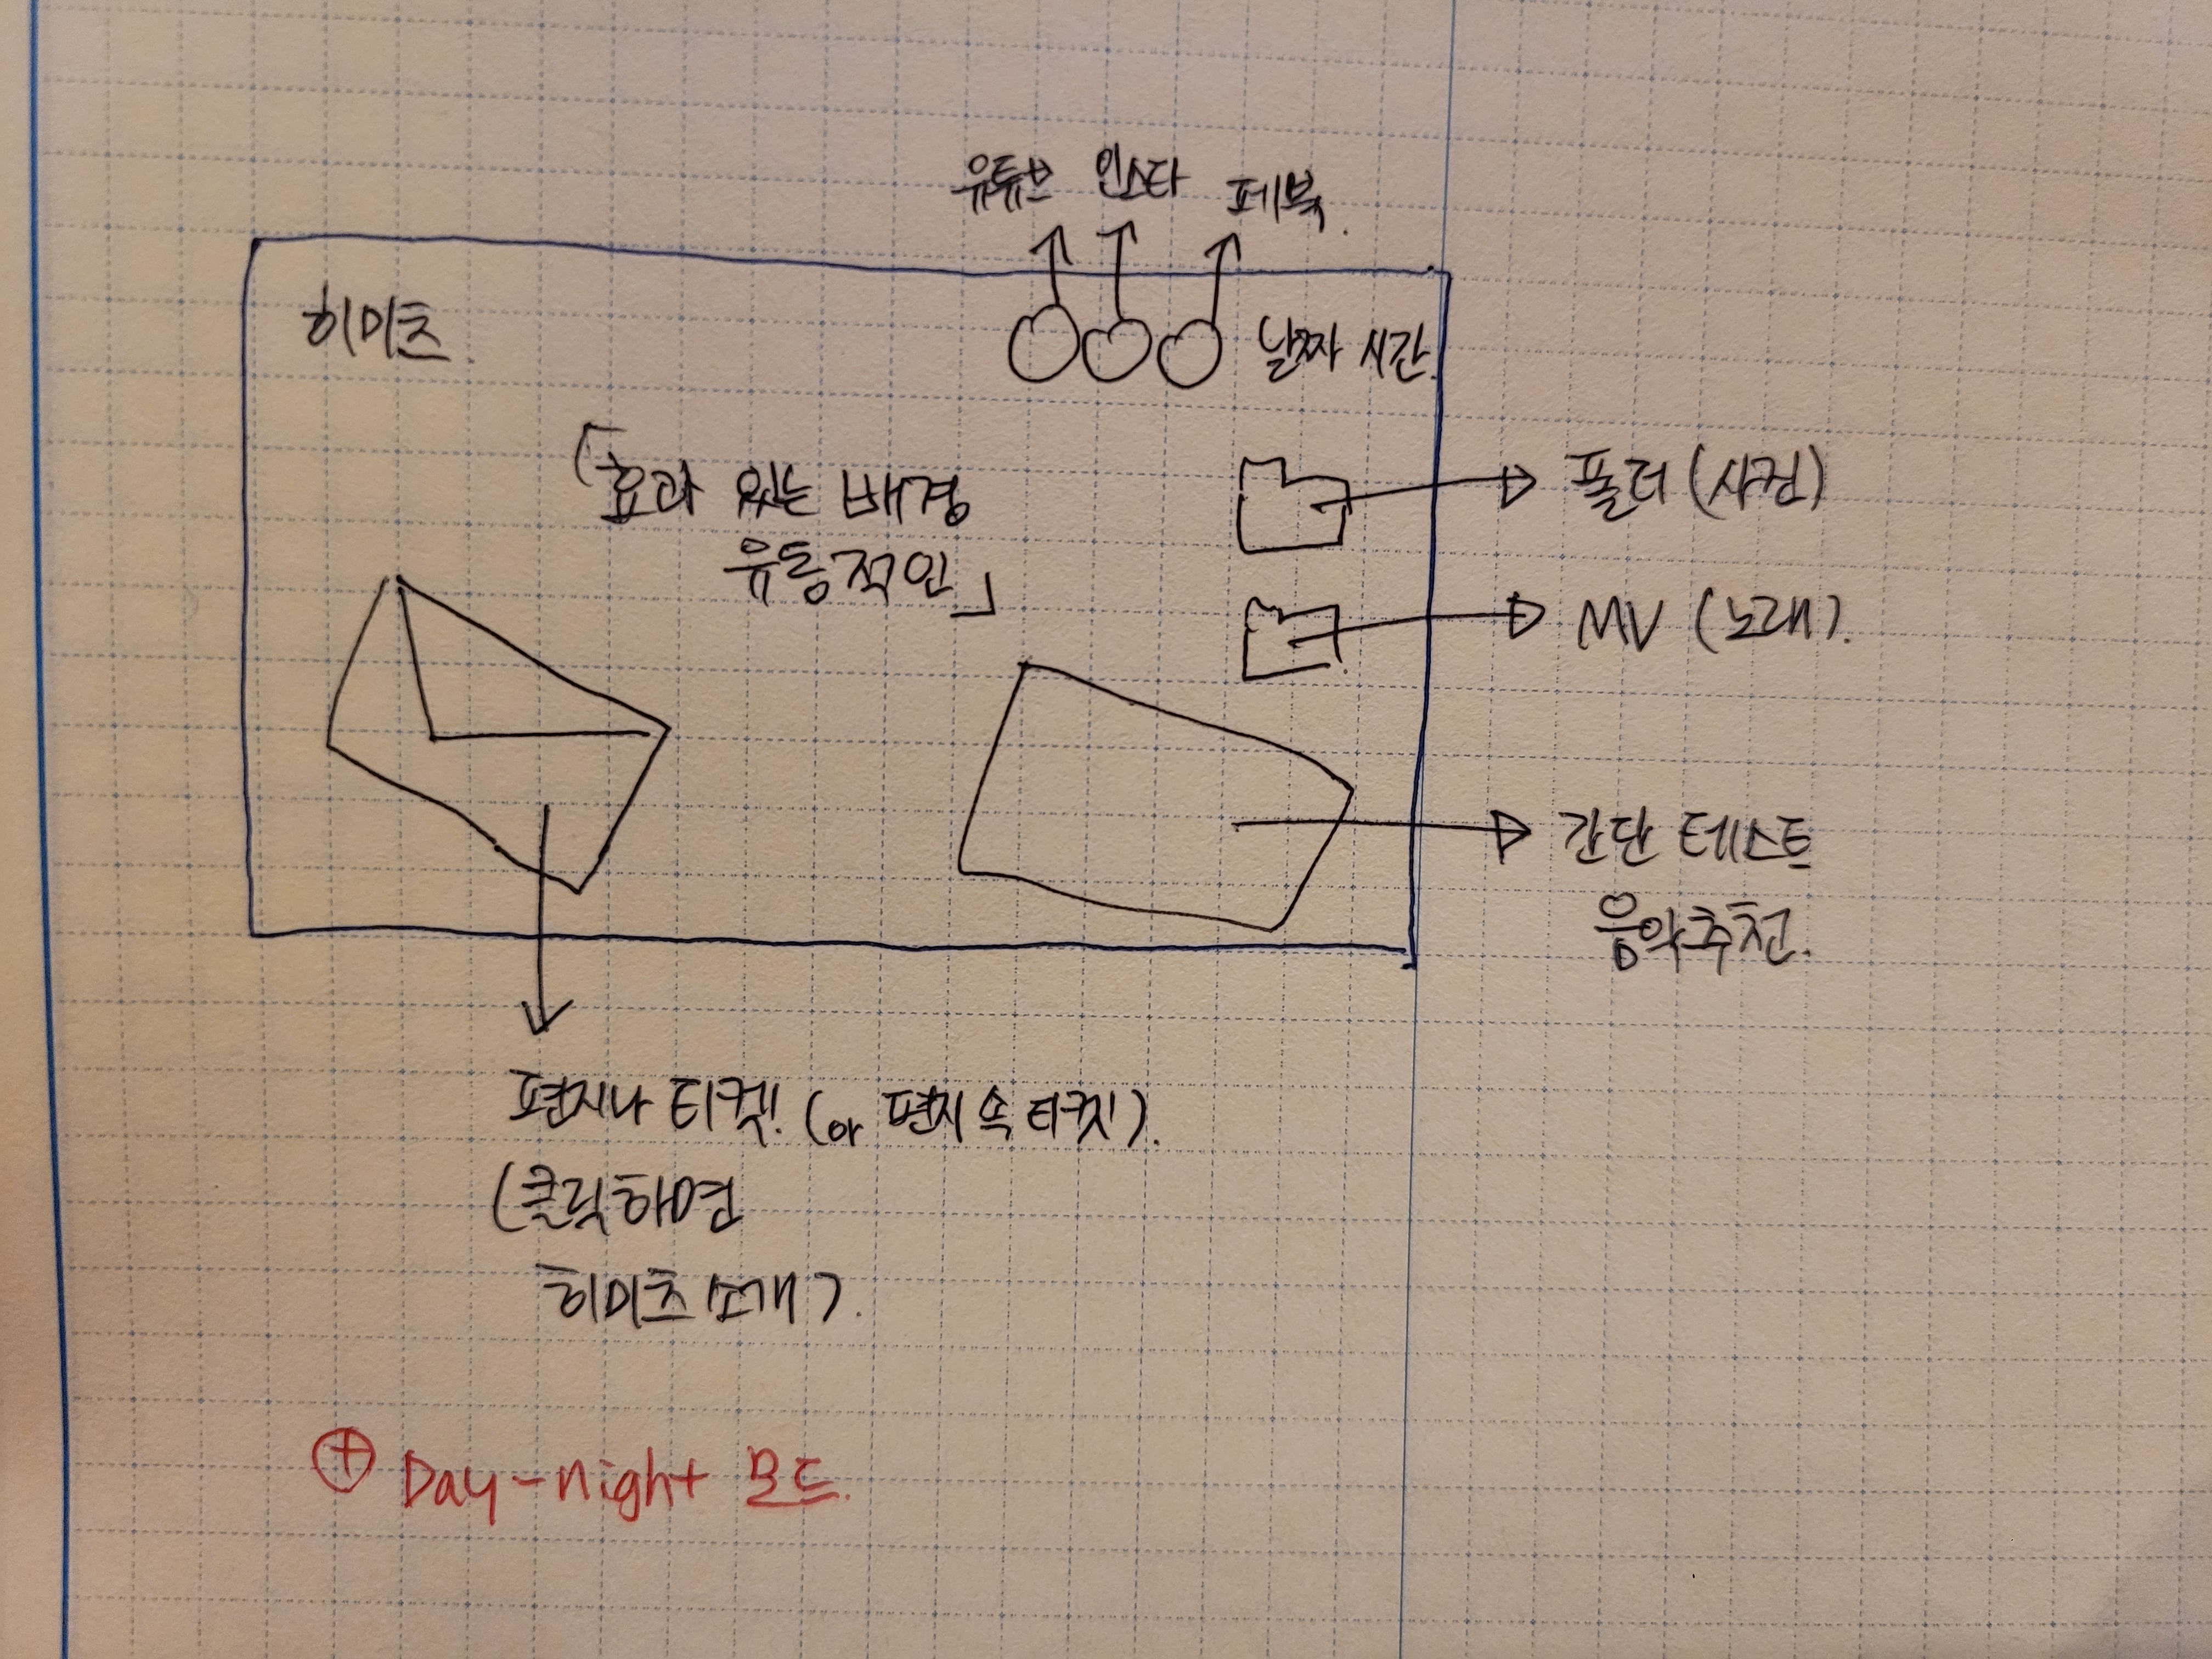 유튜브 인스타 페북.
히미츠.
날짜 시간.
「효과 있는 배경
유동적인」
폴더 (사진)
MV (노래).
간단 테스트
음악추천.
편지나 티켓! (or 편지 속 티켓!).
(클릭하면
히미츠 소개).
⊕ Day-night 모드.